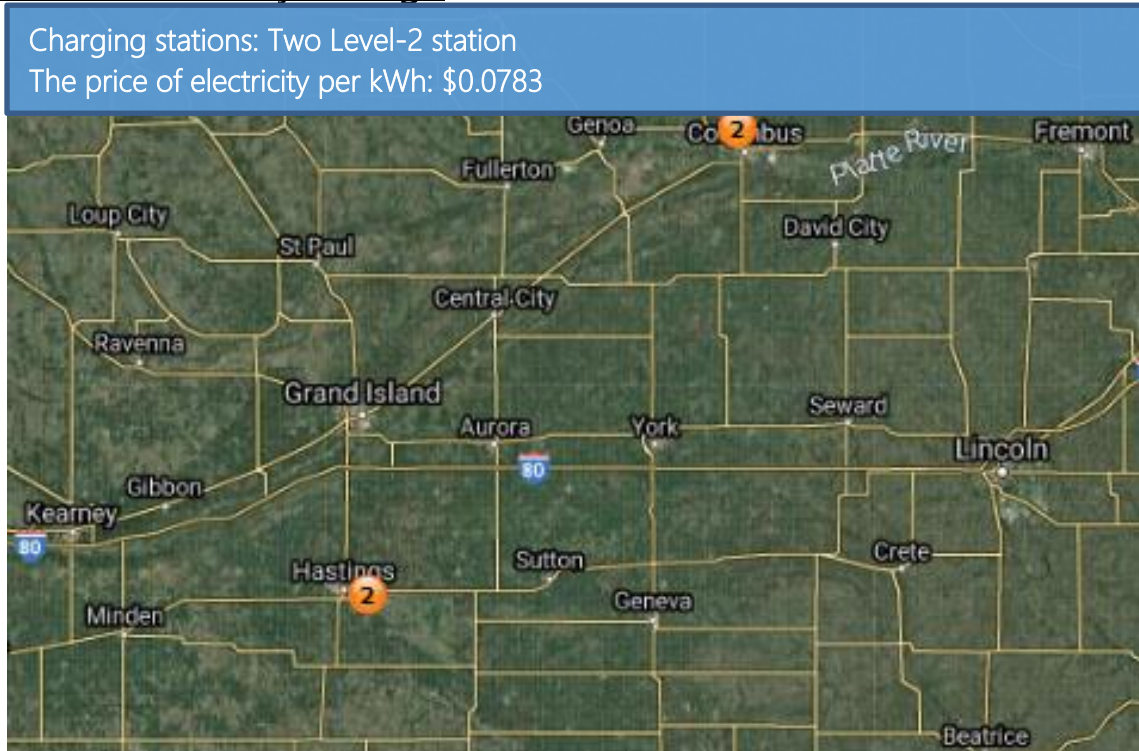 Charging stations: Two Level-2 station
The price of electricity per kWh: $0.0783
Genoa
2
Fremont
Platte River
Fullerton
Loup City
David City
St Paul
Central City
Ravenna
Grand Island
Seward
Aurora
York
Lincoln
80
Gibbon
Kearney
80
Sutton
Crete
Hastings
2
Geneva
Minden
Beatrice